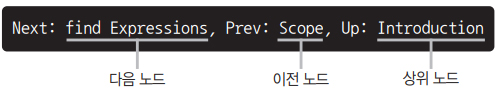 Next: find Expressions, Prev: Scope, Up: Introduction
다음 노드 이전 노드 상위 노드